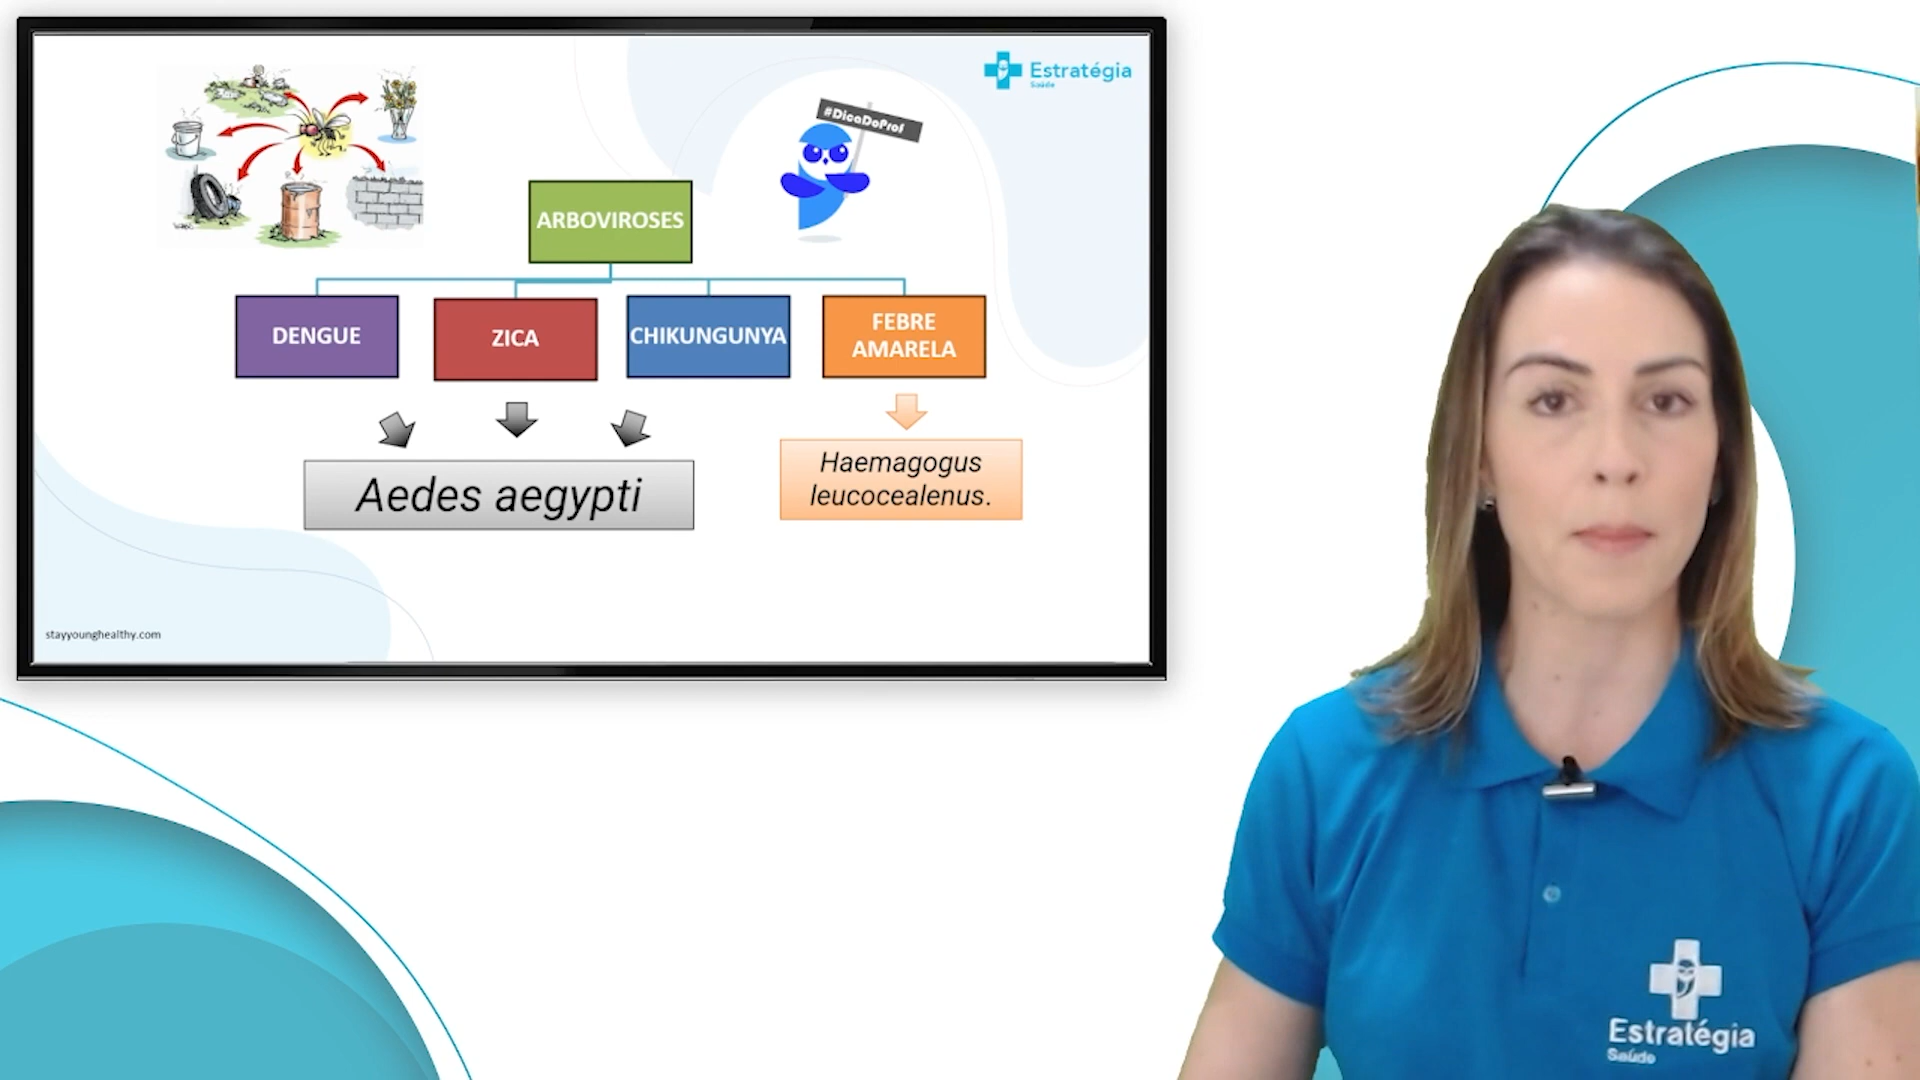 Estratégia
Saúde
#DicaDoProf
ARBOVIROSES
DENGUE
ZICA
CHIKUNGUNYA
FEBRE
AMARELA
Aedes aegypti
Haemagogus
leucocealenus.
stayyounghealthy.com
Estratégia
Saúde